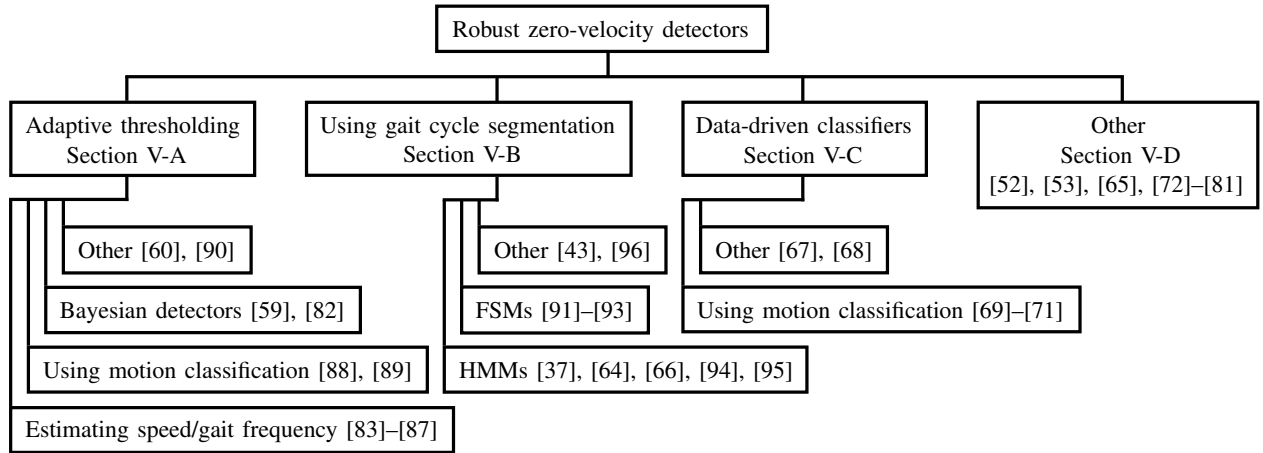 Robust zero-velocity detectors
Adaptive thresholding
Section V-A
Using gait cycle segmentation
Section V-B
Data-driven classifiers
Section V-C
Other
Section V-D
[52], [53], [65], [72]–[81]
Other [60], [90]
Bayesian detectors [59], [82]
Using motion classification [88], [89]
Estimating speed/gait frequency [83]–[87]
Other [43], [96]
FSMs [91]–[93]
HMMs [37], [64], [66], [94], [95]
Other [67], [68]
Using motion classification [69]–[71]